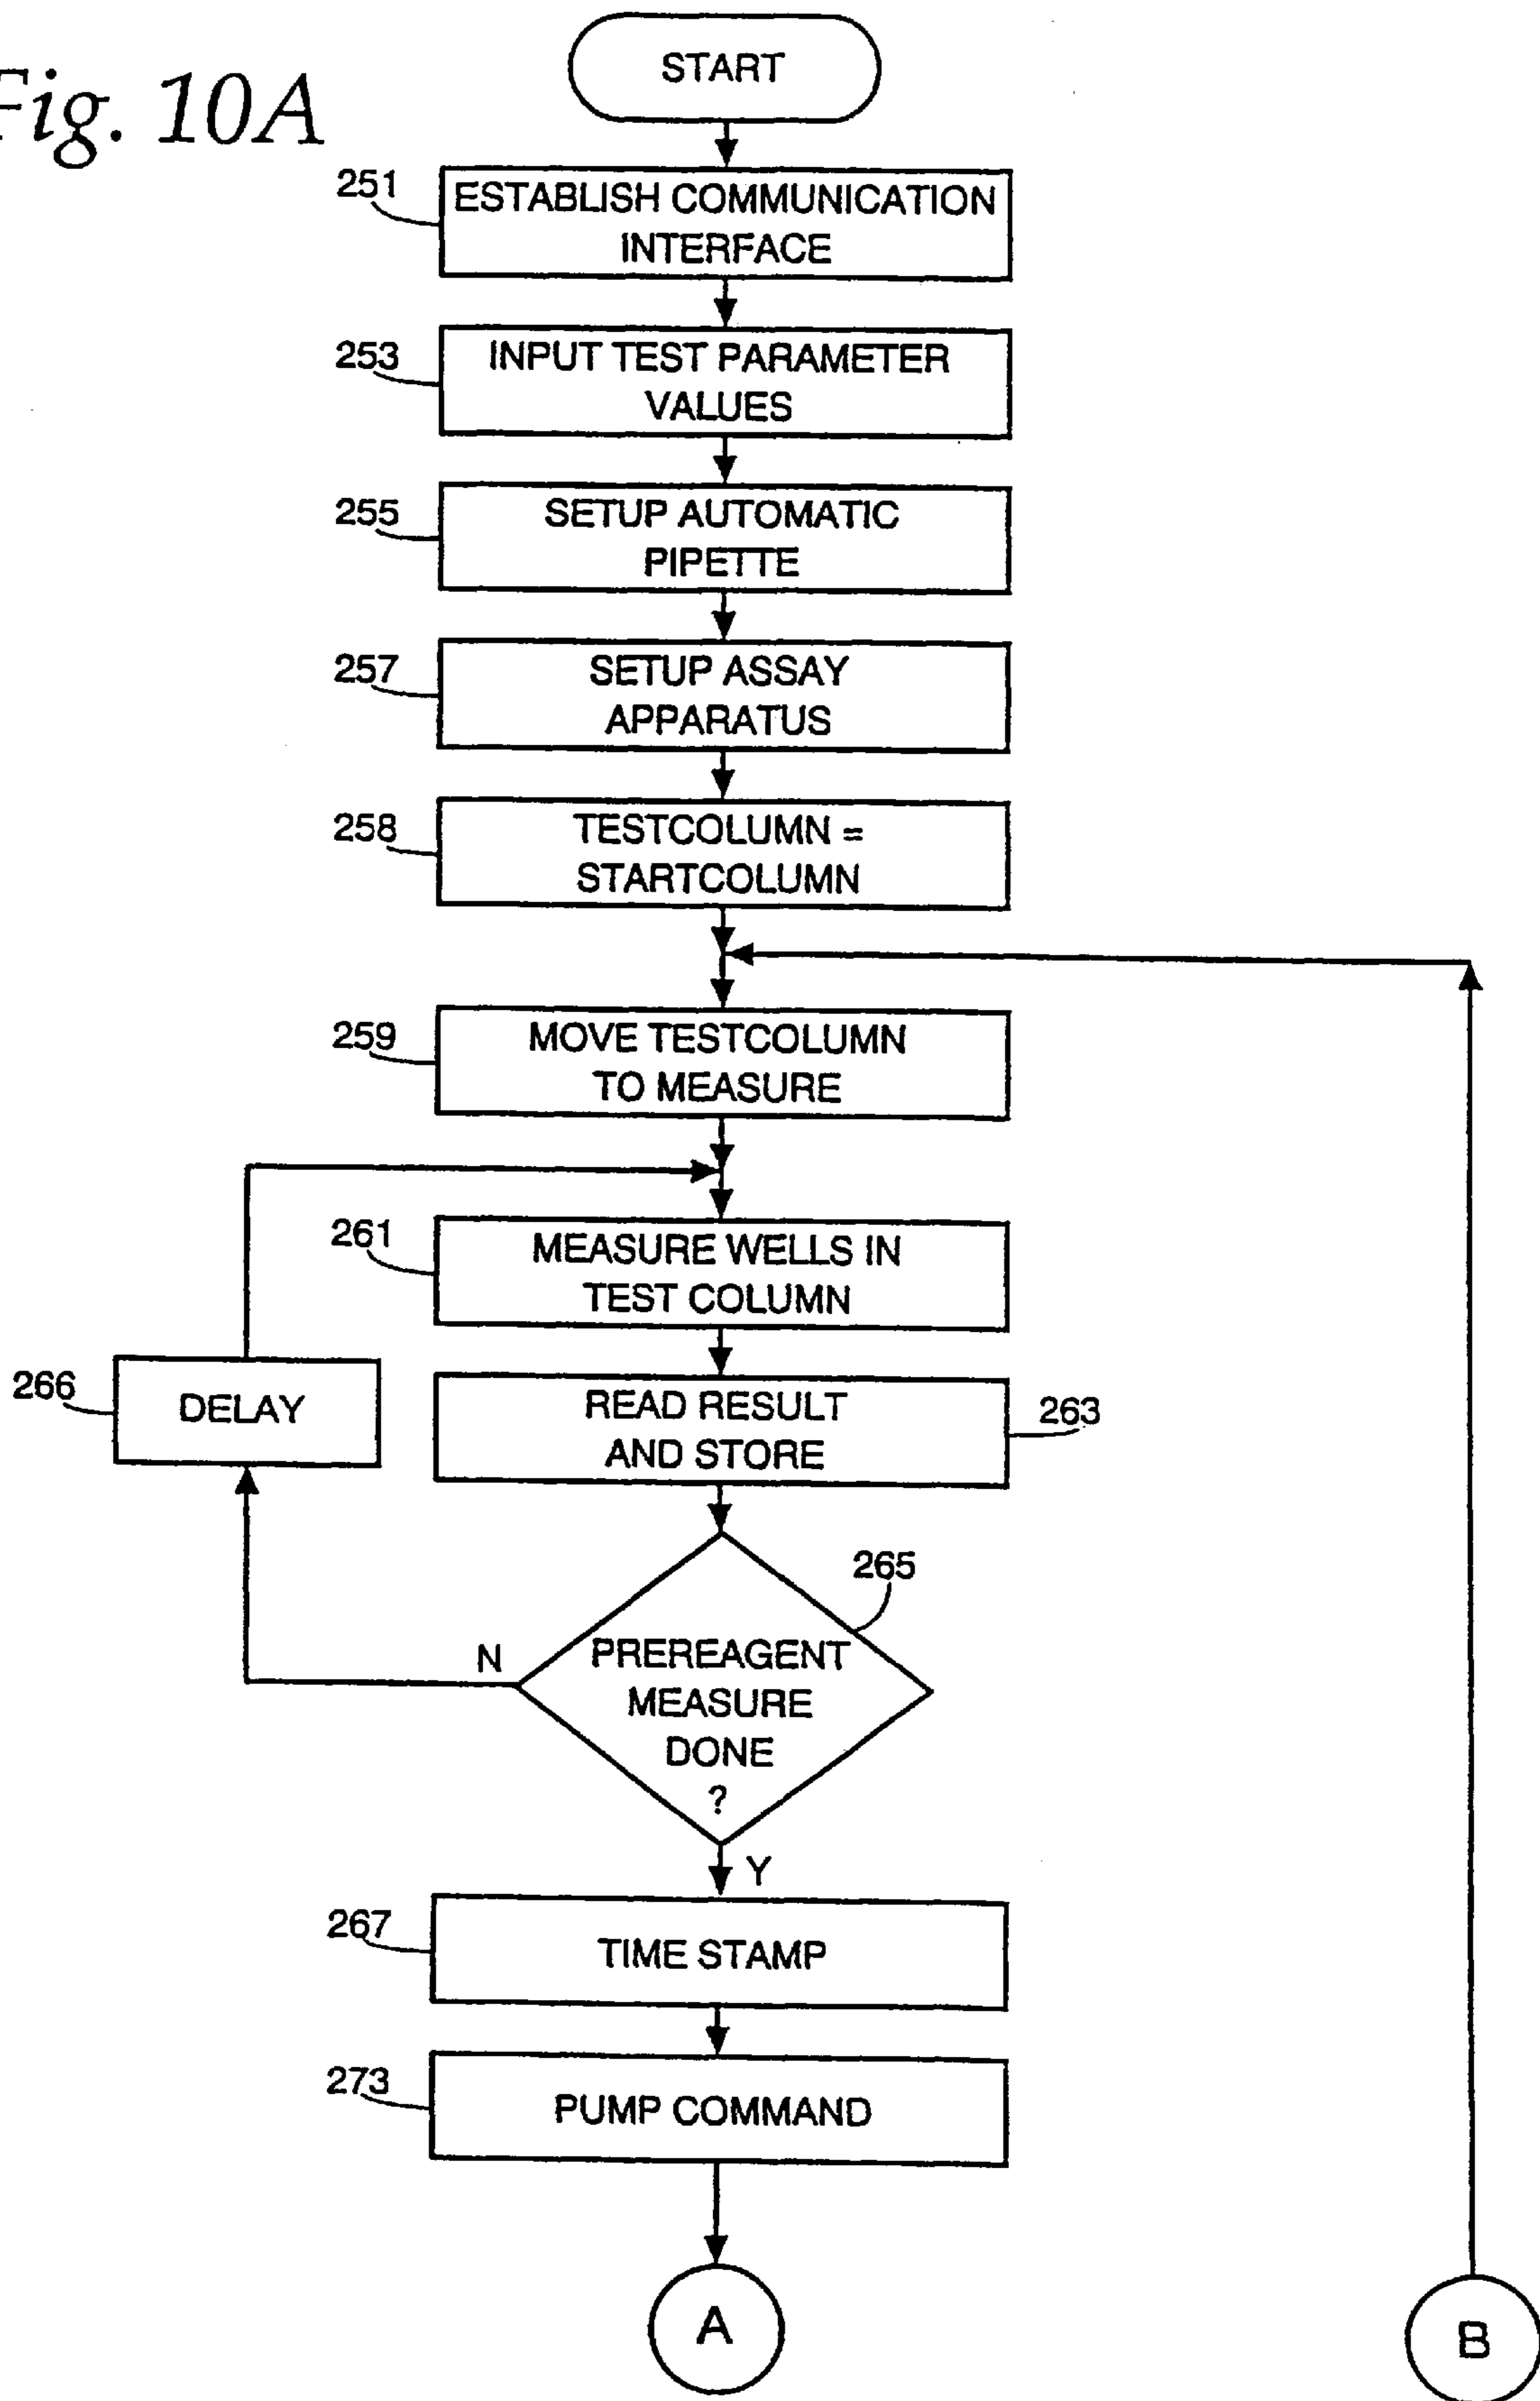 Fig. 10A
START
251
ESTABLISH COMMUNICATION
INTERFACE
253
INPUT TEST PARAMETER
VALUES
255
SETUP AUTOMATIC
PIPETTE
257
SETUP ASSAY
APPARATUS
258
TESTCOLUMN =
STARTCOLUMN
259
MOVE TESTCOLUMN
TO MEASURE
261
MEASURE WELLS IN
TEST COLUMN
266
DELAY
READ RESULT
AND STORE
263
265
N
PREREAGENT
MEASURE
DONE
?
Y
267
TIME STAMP
273
PUMP COMMAND
A
B